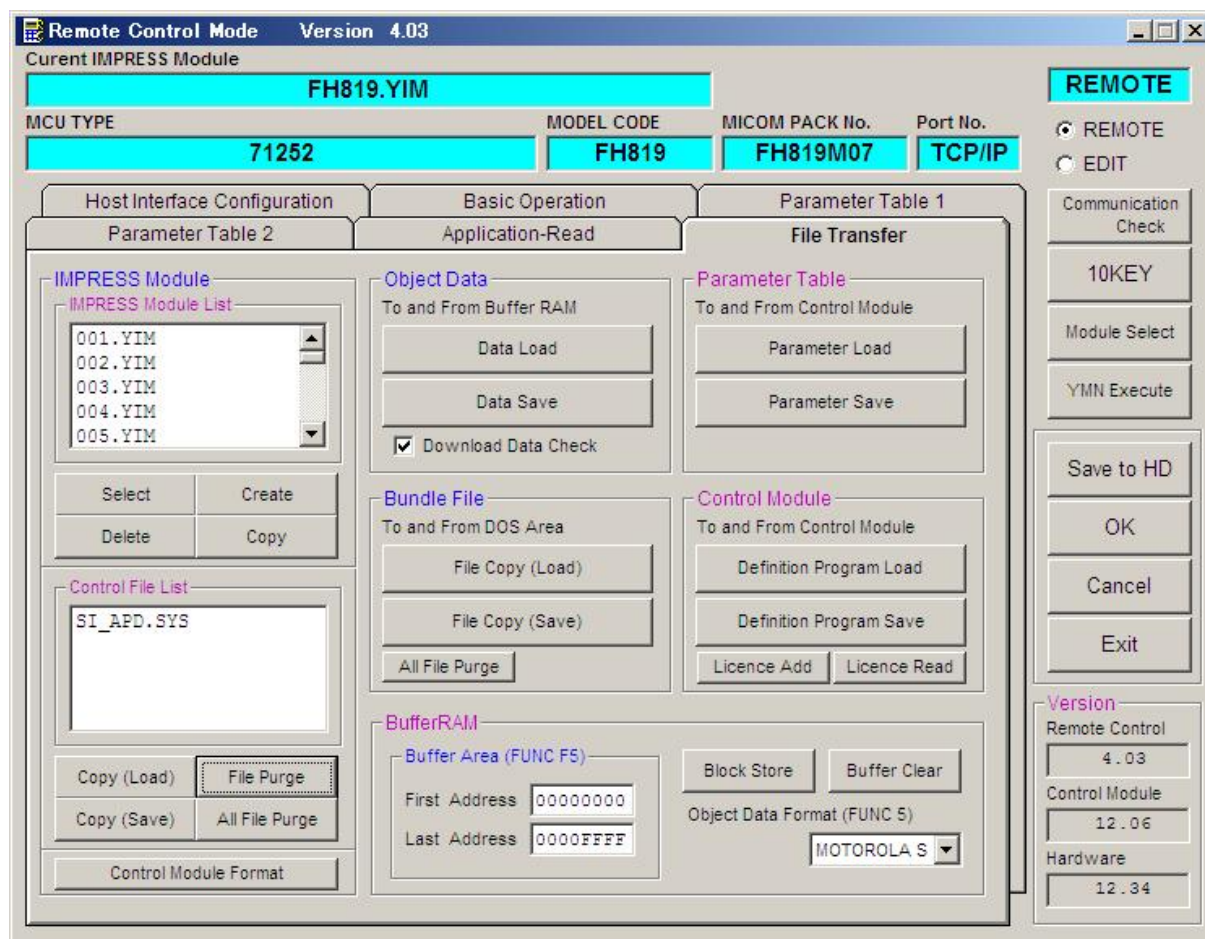 Remote Control Mode Version 4.03
Curent IMPRESS Module
FH819.YIM
REMOTE
MCU TYPE MODEL CODE MICOM PACK No. Port No.
71252 FH819 FH819M07 TCP/IP
REMOTE
EDIT
Host Interface Configuration Basic Operation Parameter Table 1
Parameter Table 2 Application-Read File Transfer
IMPRESS Module
IMPRESS Module List
001.YIM
002.YIM
003.YIM
004.YIM
005.YIM
Select Create
Delete Copy
Control File List
SI_APD.SYS
Copy (Load) File Purge
Copy (Save) All File Purge
Control Module Format
Object Data
To and From Buffer RAM
Data Load
Data Save
Download Data Check
Parameter Table
To and From Control Module
Parameter Load
Parameter Save
Bundle File
To and From DOS Area
File Copy (Load)
File Copy (Save)
All File Purge
Control Module
To and From Control Module
Definition Program Load
Definition Program Save
Licence Add Licence Read
BufferRAM
Buffer Area (FUNC F5)
First Address 00000000
Last Address 0000FFFF
Block Store Buffer Clear
Object Data Format (FUNC 5)
MOTOROLA S
Communication
Check
10KEY
Module Select
YMN Execute
Save to HD
OK
Cancel
Exit
Version
Remote Control
4.03
Control Module
12.06
Hardware
12.34